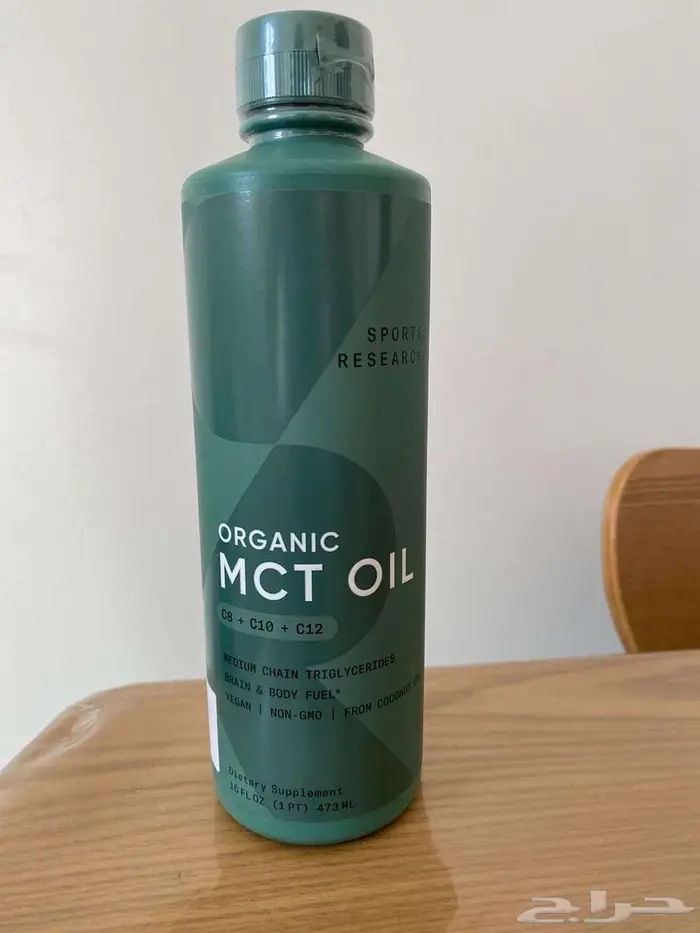 SPORTS
RESEARCH
ORGANIC
MCT OIL
C8 + C10 + C12
MEDIUM CHAIN TRIGLYCERIDES
BRAIN & BODY FUEL*
VEGAN | NON-GMO | FROM COCONUT
Dietary Supplement
16 FL OZ (1 PT) 473 ML
حراج